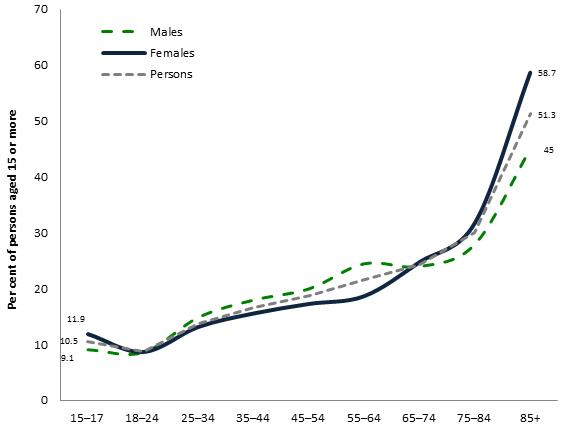 70
60
50
40
30
20
10
0
Per cent of persons aged 15 or more
Males
Females
Persons
58.7
51.3
45
11.9
10.5
9.1
15–17 18–24 25–34 35–44 45–54 55–64 65–74 75–84 85+